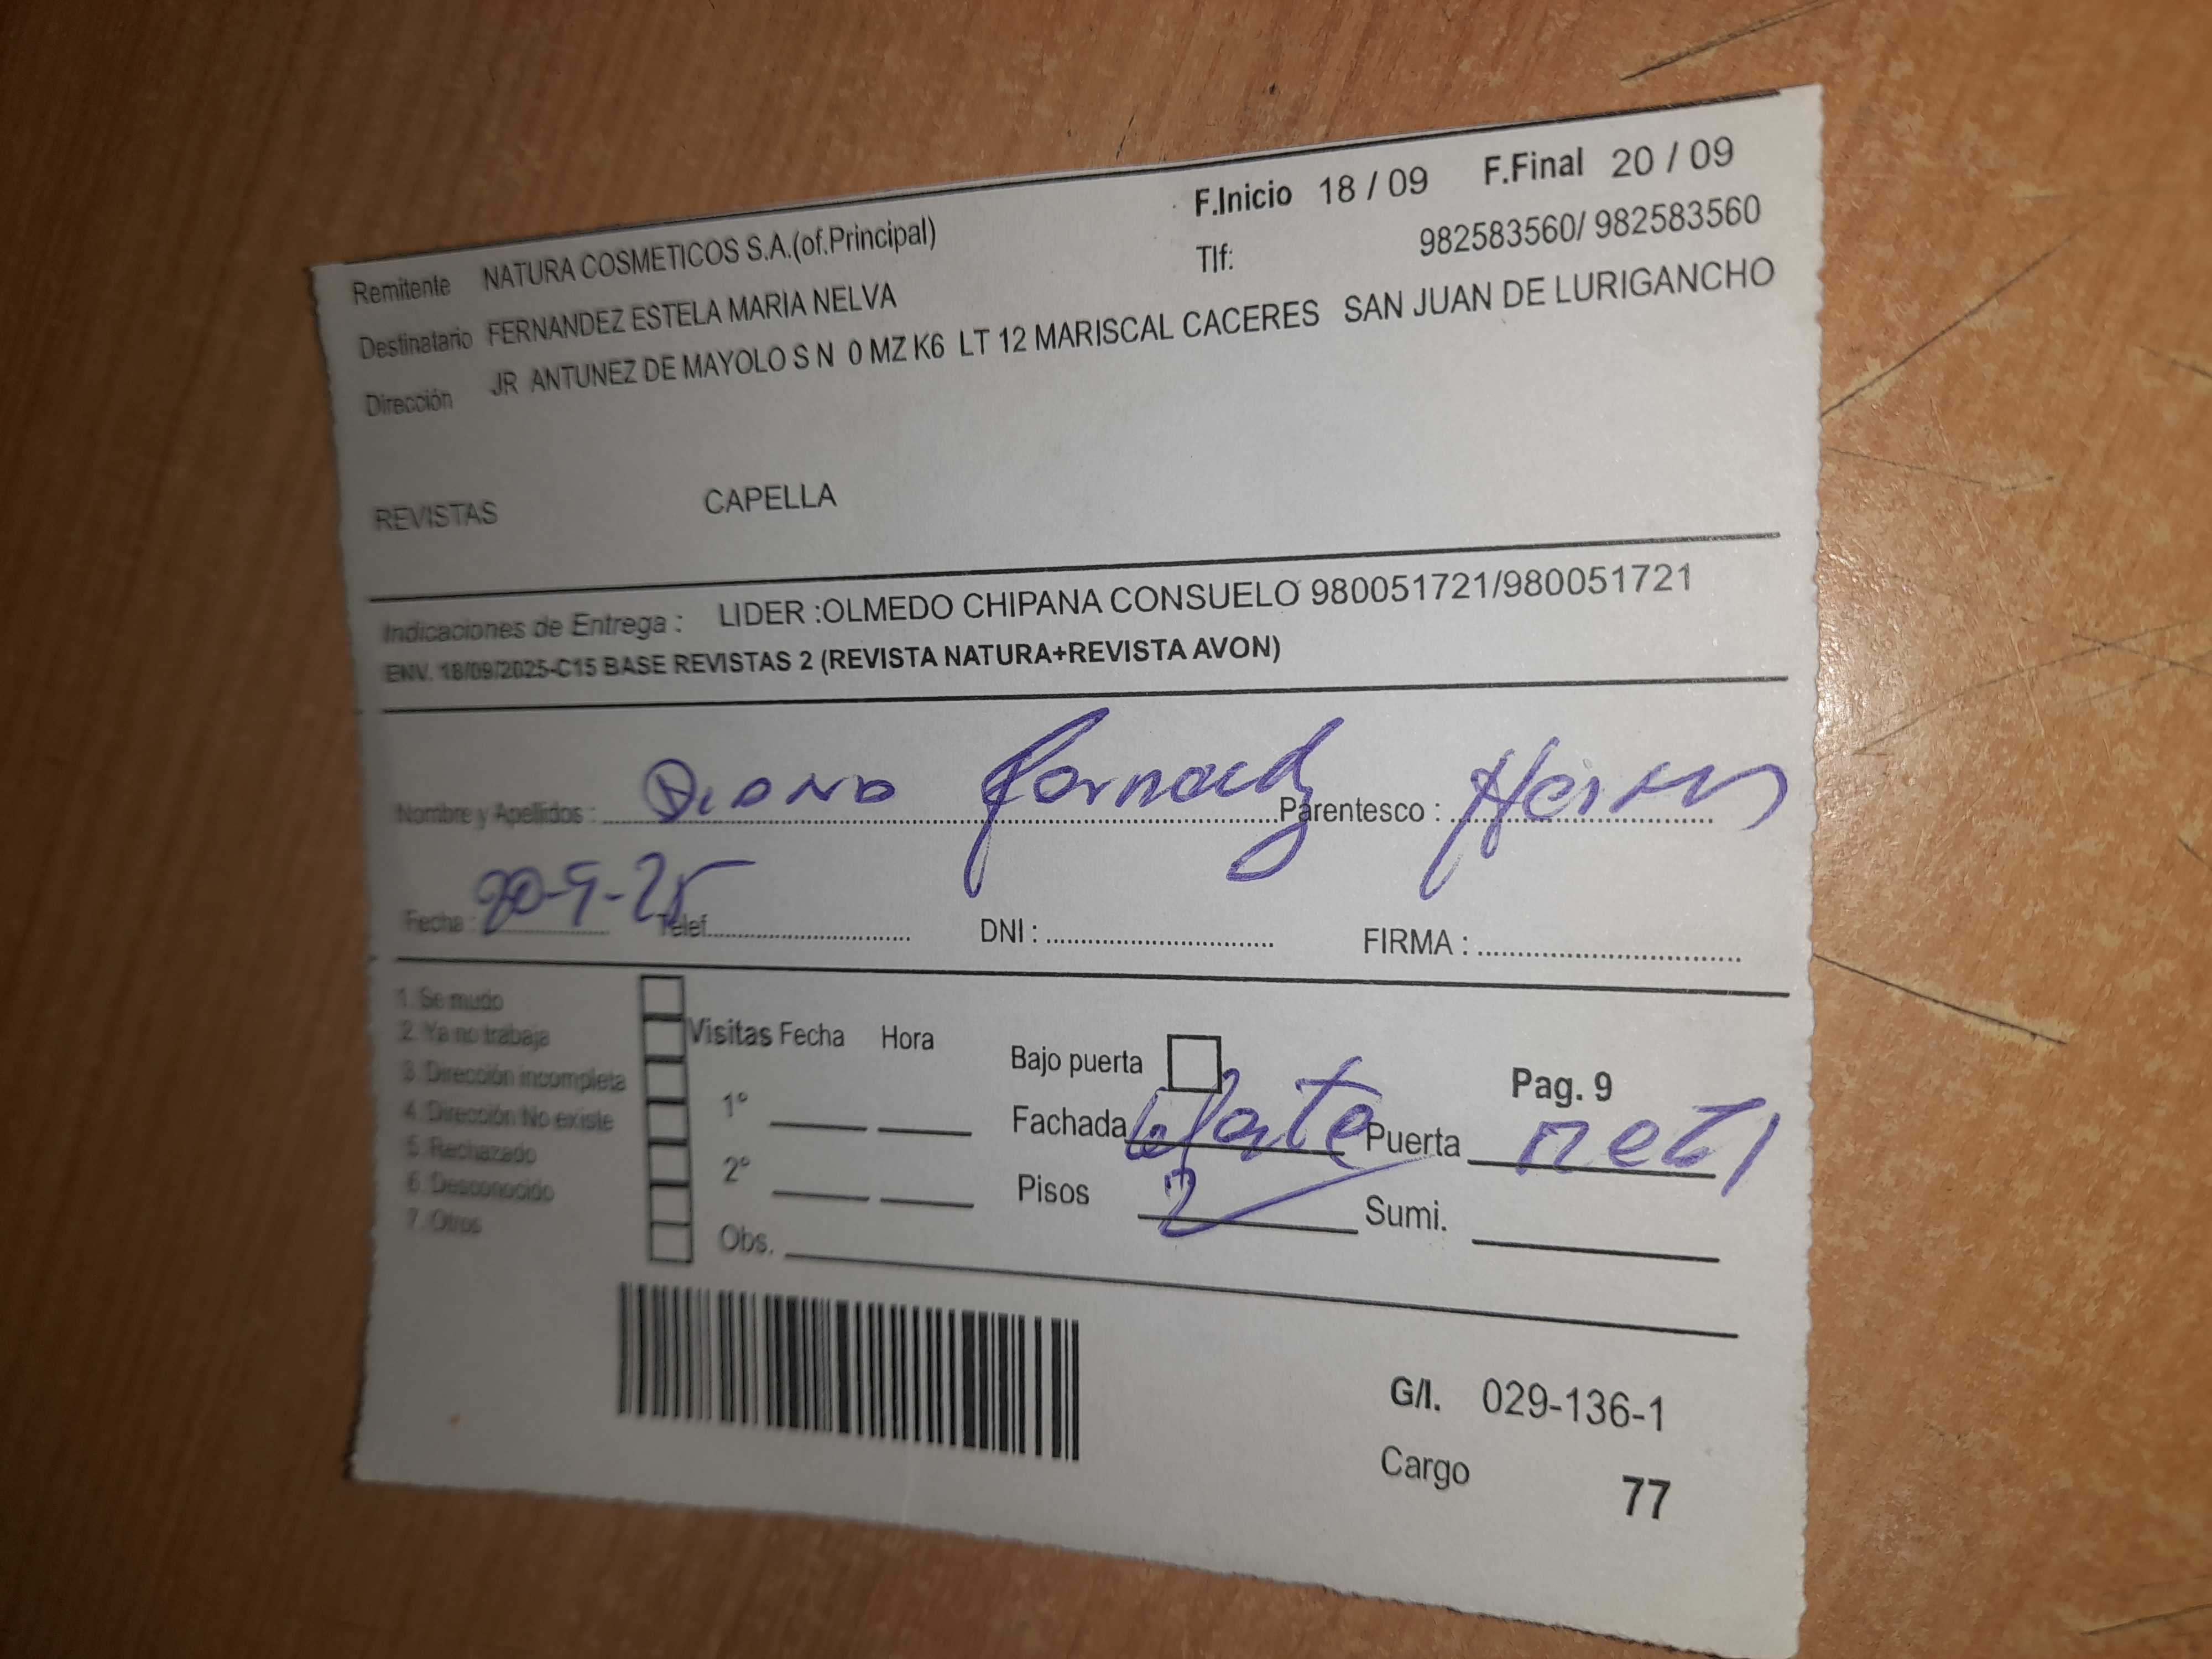 F.Inicio 18 / 09 F.Final 20 / 09
Remitente NATURA COSMETICOS S.A.(of.Principal) Tlf: 982583560/ 982583560
Destinatario FERNANDEZ ESTELA MARIA NELVA
Dirección JR ANTUNEZ DE MAYOLO S N 0 MZ K6 LT 12 MARISCAL CACERES SAN JUAN DE LURIGANCHO
REVISTAS CAPELLA
Indicaciones de Entrega : LIDER :OLMEDO CHIPANA CONSUELO 980051721/980051721
ENV. 18/09/2025-C15 BASE REVISTAS 2 (REVISTA NATURA+REVISTA AVON)
Nombre y Apellidos : Diana Parentesco :
Fecha : 20-9-25 Telef. DNI : FIRMA :
1. Se mudo
2. Ya no trabaja Visitas Fecha Hora Bajo puerta
3. Dirección incompleta Pag. 9
4. Dirección No existe 1° Fachada Puerta
5. Rechazado
6. Desconocido 2° Pisos 2 Sumi.
7. Otros Obs.
G/I. 029-136-1
Cargo 77